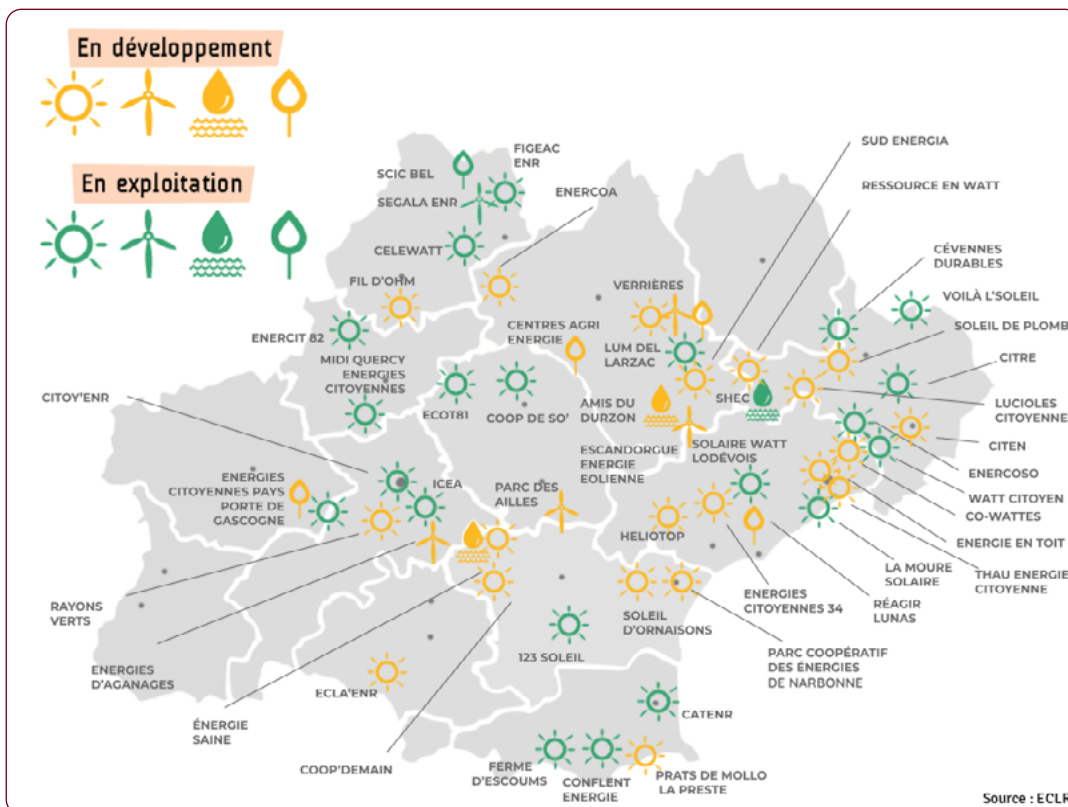 En développement
En exploitation
SUD ENERGIA
RESSOURCE EN WATT
FIGEAC
ENR
SCIC BEL
SEGALA ENR
ENERCOA
CELEWATT
CÉVENNES
DURABLES
FIL D'OHM
VERRIÈRES
VOILÀ L'SOLEIL
SOLEIL DE PLOMB
ENERCIT 82
CENTRES AGRI
ENERGIE
LUM DEL
LARZAC
CITRE
MIDI QUERCY
ENERGIES
CITOYENNES
CITOY'ENR
ECOT81
COOP DE SO'
AMIS DU
DURZON
SHEC
LUCIOLES
CITOYENNE
CITEN
ESCANDORGUE
ENERGIE
EOLIENNE
SOLAIRE WATT
LODÉVOIS
ENERCOSO
ENERGIES
CITOYENNES PAYS
PORTE DE
GASCOGNE
ICEA
PARC DES
AILLES
WATT CITOYEN
CO-WATTES
HELIOTOP
ENERGIE EN TOIT
LA MOURE
SOLAIRE
THAU ENERGIE
CITOYENNE
RAYONS
VERTS
ENERGIES
CITOYENNES 34
RÉAGIR
LUNAS
SOLEIL
D'ORNAISONS
ENERGIES
D'AGANAGES
123 SOLEIL
PARC COOPÉRATIF
DES ÉNERGIES
DE NARBONNE
ECLA'ENR
ÉNERGIE
SAINE
CATENR
COOP'DEMAIN
FERME
D'ESCOUMS
CONFLENT
ENERGIE
PRATS DE MOLLO
LA PRESTE
Source : ECLR